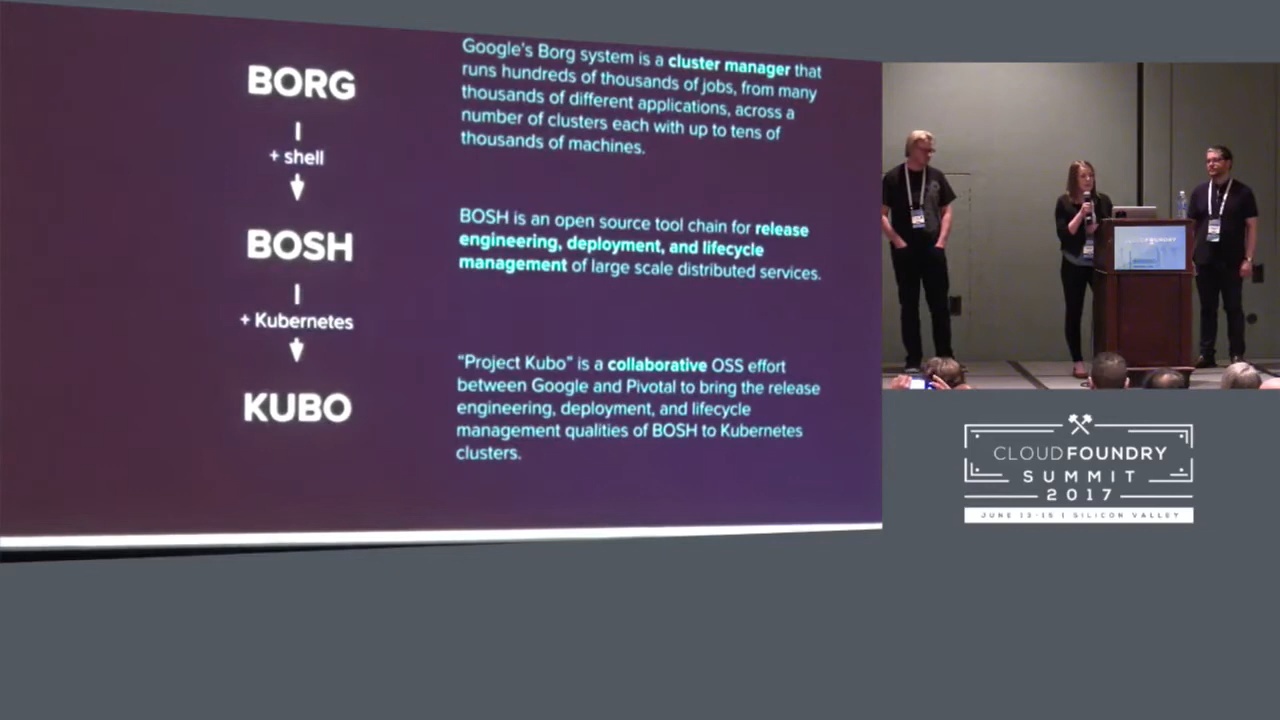 BORG
+ shell
BOSH
+ Kubernetes
KUBO
Google's Borg system is a cluster manager that
runs hundreds of thousands of jobs, from many
thousands of different applications, across a
number of clusters each with up to tens of
thousands of machines.
BOSH is an open source tool chain for release
engineering, deployment, and lifecycle
management of large scale distributed services.
"Project Kubo" is a collaborative OSS effort
between Google and Pivotal to bring the release
engineering, deployment, and lifecycle
management qualities of BOSH to Kubernetes
clusters.
CLOUDFOUNDRY
SUMMIT
2017
JUNE 13-15 | SILICON VALLEY